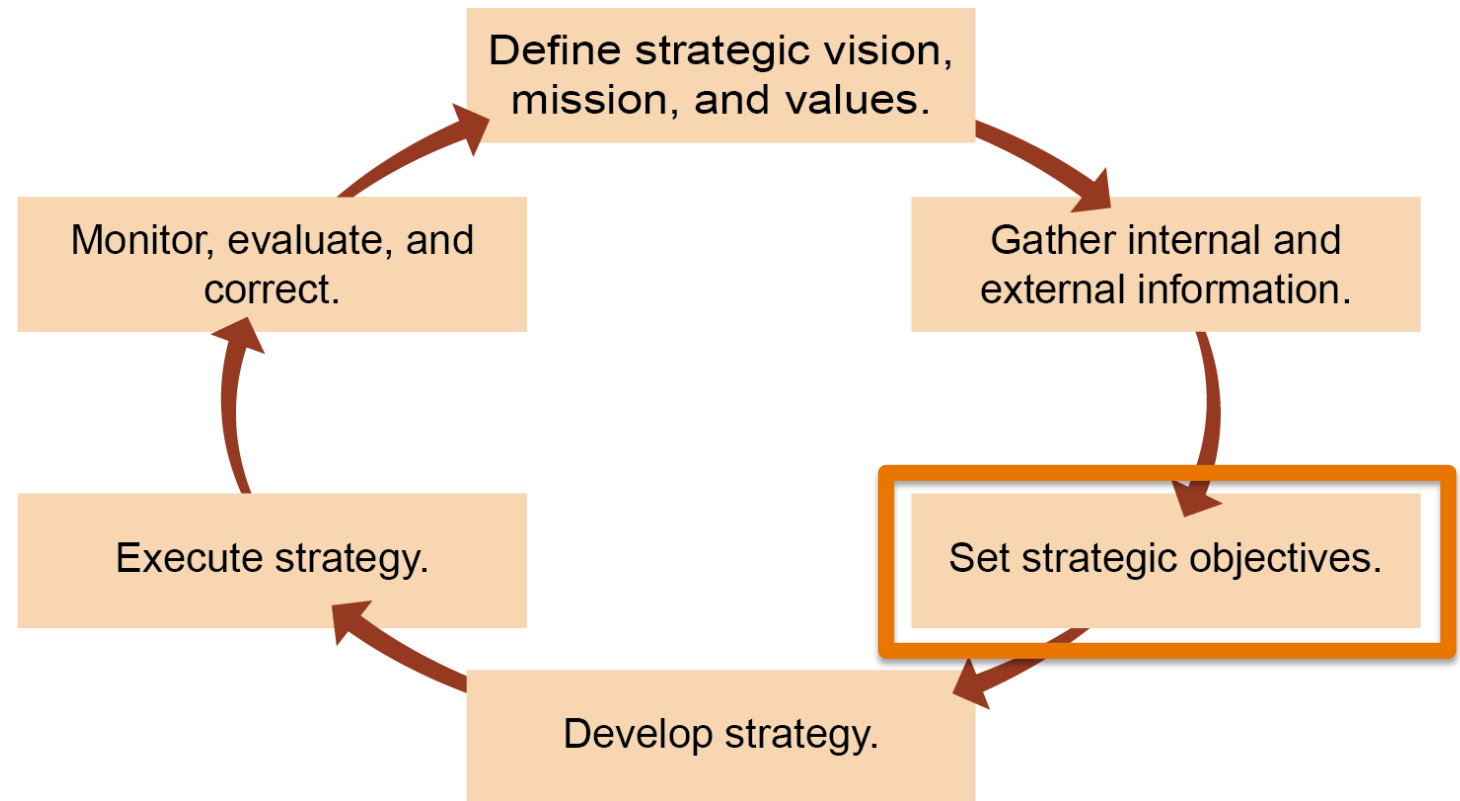 Define strategic vision,
mission, and values.
Gather internal and
external information.
Set strategic objectives.
Develop strategy.
Execute strategy.
Monitor, evaluate, and
correct.